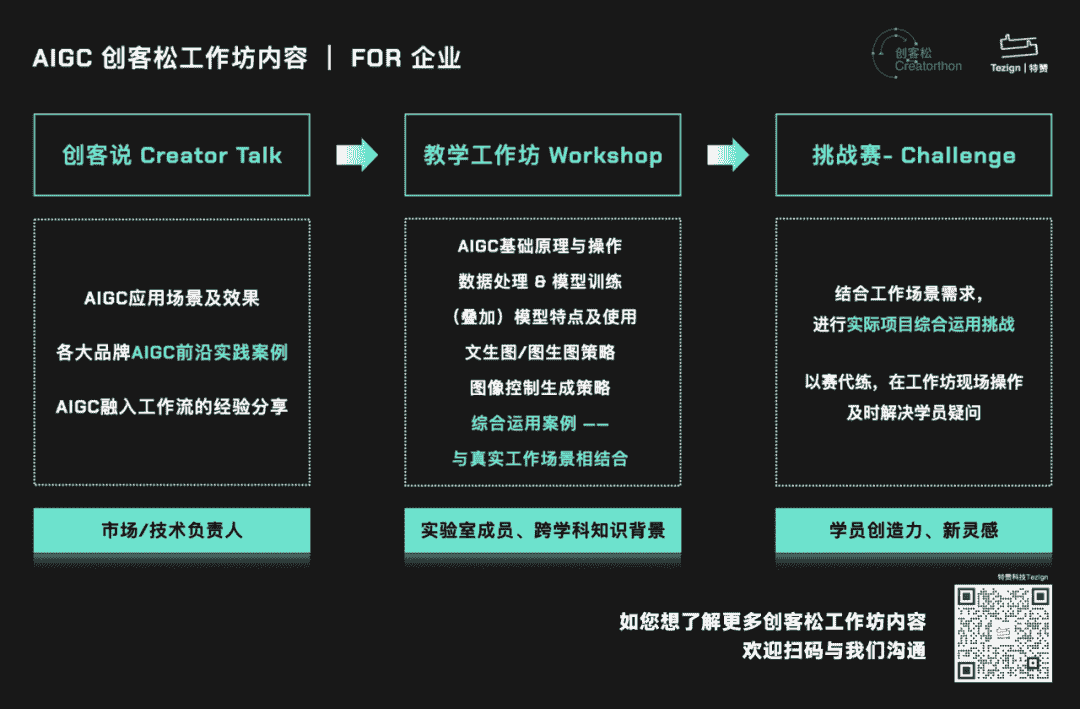 AIGC 创客松工作坊内容 | FOR 企业
创客松
Creatorthon
Tezign | 特赞
创客说 Creator Talk
教学工作坊 Workshop
挑战赛- Challenge
AIGC应用场景及效果
各大品牌AIGC前沿实践案例
AIGC融入工作流的经验分享
AIGC基础原理与操作
数据处理 & 模型训练
（叠加）模型特点及使用
文生图/图生图策略
图像控制生成策略
综合运用案例 ——
与真实工作场景相结合
结合工作场景需求，
进行实际项目综合运用挑战
以赛代练，在工作坊现场操作
及时解决学员疑问
市场/技术负责人
实验室成员、跨学科知识背景
学员创造力、新灵感
特赞科技Tezign
如您想了解更多创客松工作坊内容
欢迎扫码与我们沟通